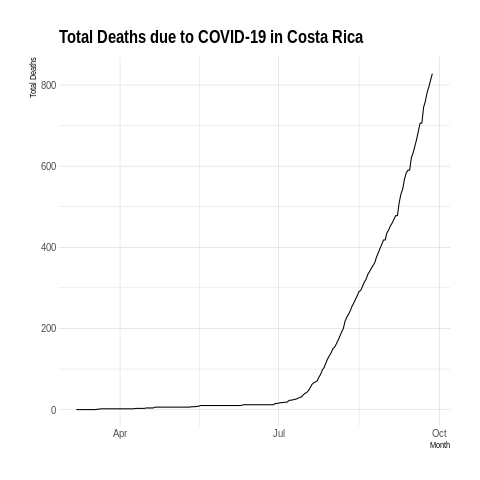 Total Deaths due to COVID-19 in Costa Rica
Total Deaths
800
600
400
200
0
Apr
Jul
Oct
Month